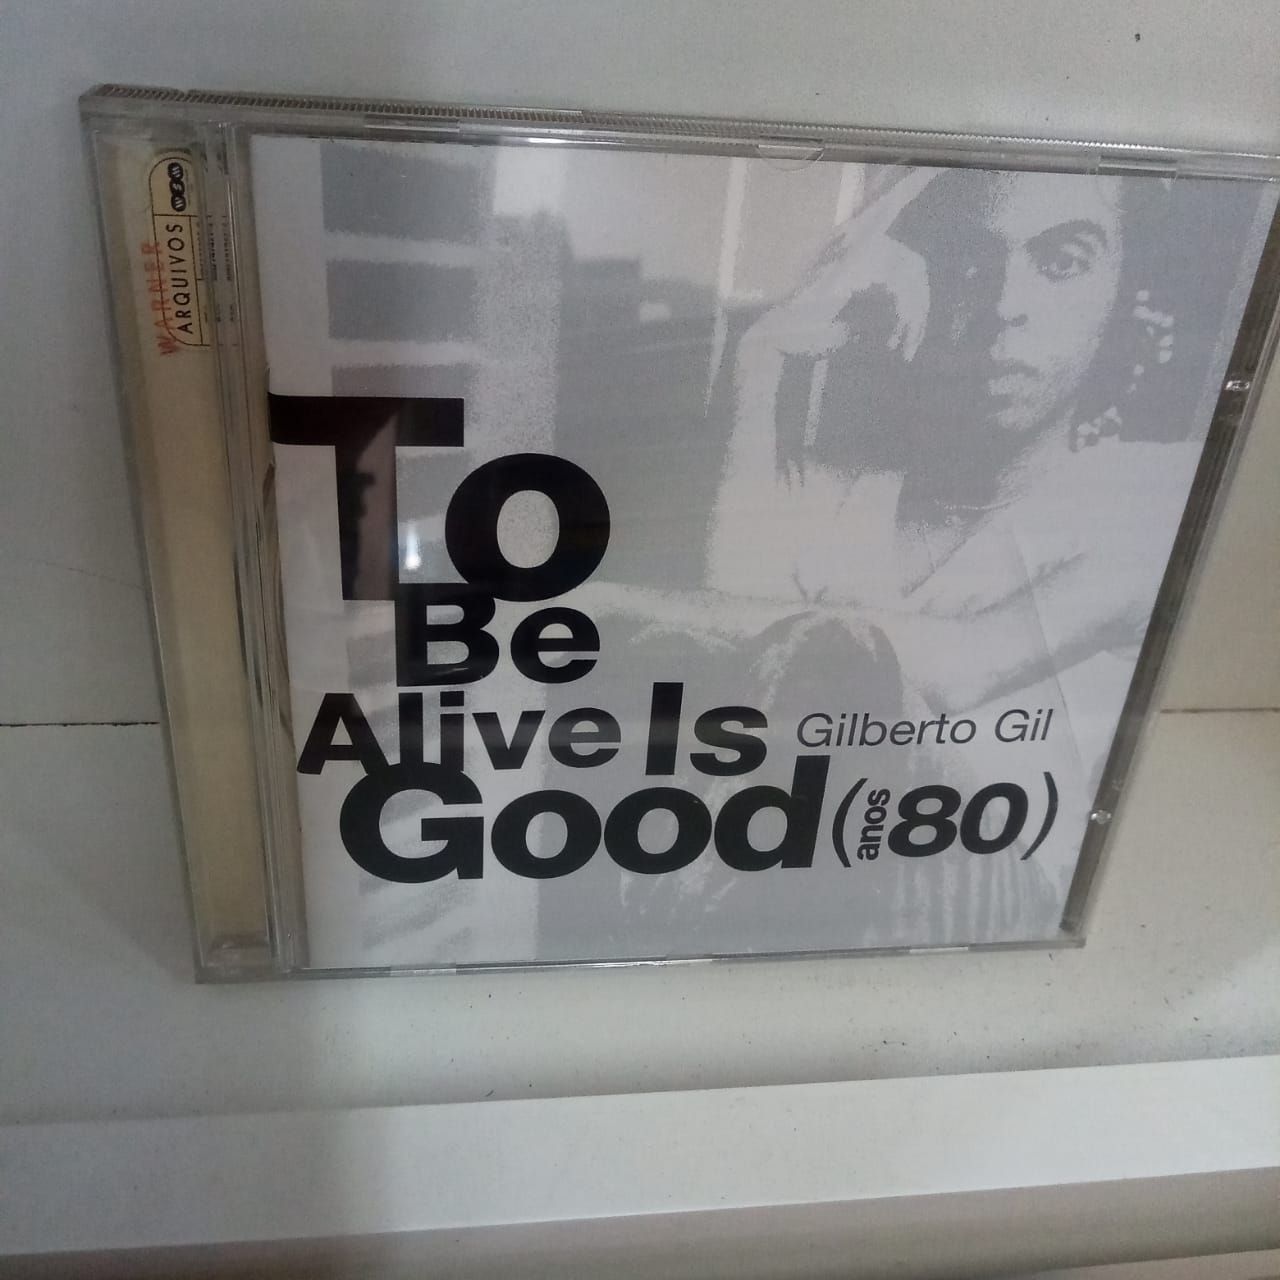 WARNER
ARQUIVOS
To
Be
Alive Is
Gilberto Gil
Good (anos 80)